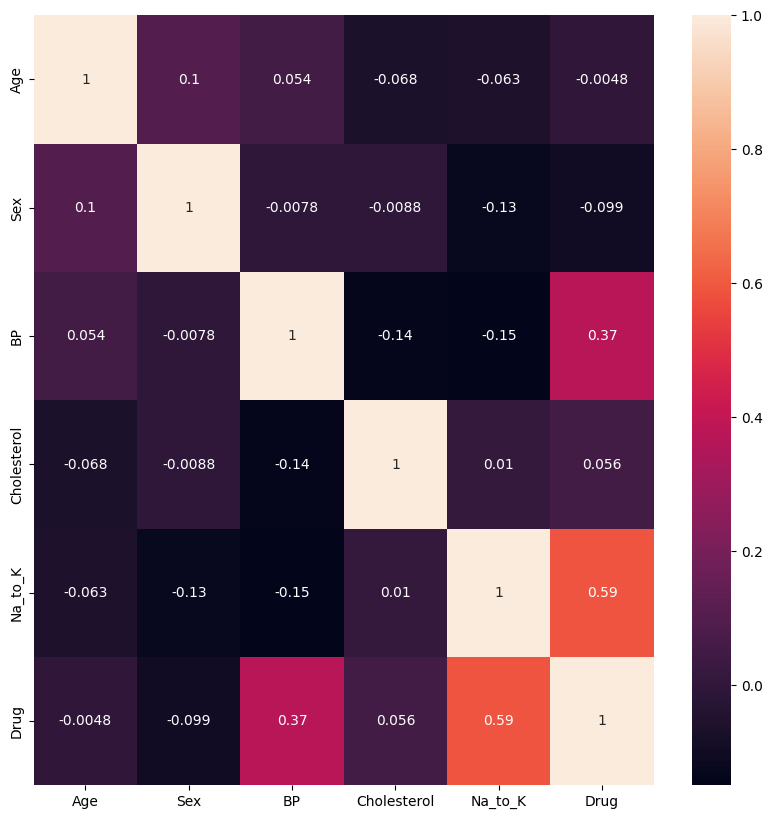 1.0
Age 1 0.1 0.054 -0.068 -0.063 -0.0048
0.8
Sex 0.1 1 -0.0078 -0.0088 -0.13 -0.099
0.6
BP 0.054 -0.0078 1 -0.14 -0.15 0.37
0.4
Cholesterol -0.068 -0.0088 -0.14 1 0.01 0.056
0.2
Na_to_K -0.063 -0.13 -0.15 0.01 1 0.59
0.0
Drug -0.0048 -0.099 0.37 0.056 0.59 1
Age Sex BP Cholesterol Na_to_K Drug